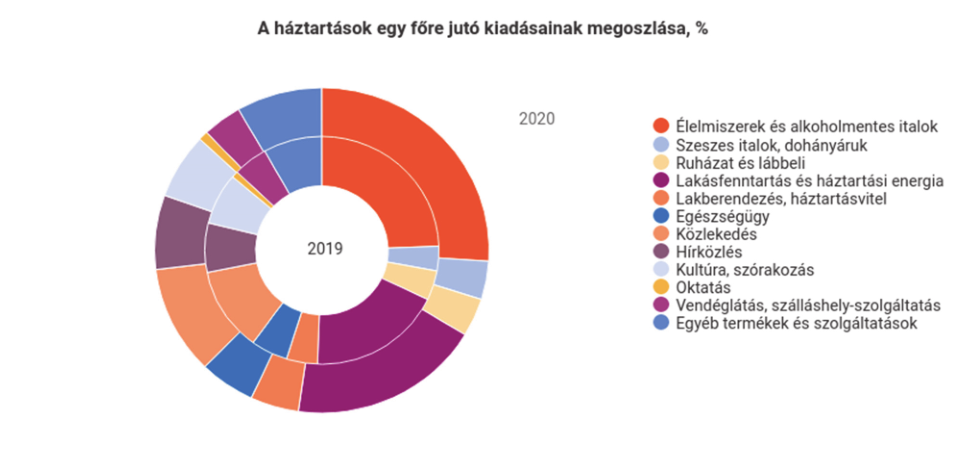 A háztartások egy főre jutó kiadásainak megoszlása, %
2020
2019
Élelmiszerek és alkoholmentes italok
Szeszes italok, dohányáruk
Ruházat és lábbeli
Lakásfenntartás és háztartási energia
Lakberendezés, háztartásvitel
Egészségügy
Közlekedés
Hírközlés
Kultúra, szórakozás
Oktatás
Vendéglátás, szálláshely-szolgáltatás
Egyéb termékek és szolgáltatások